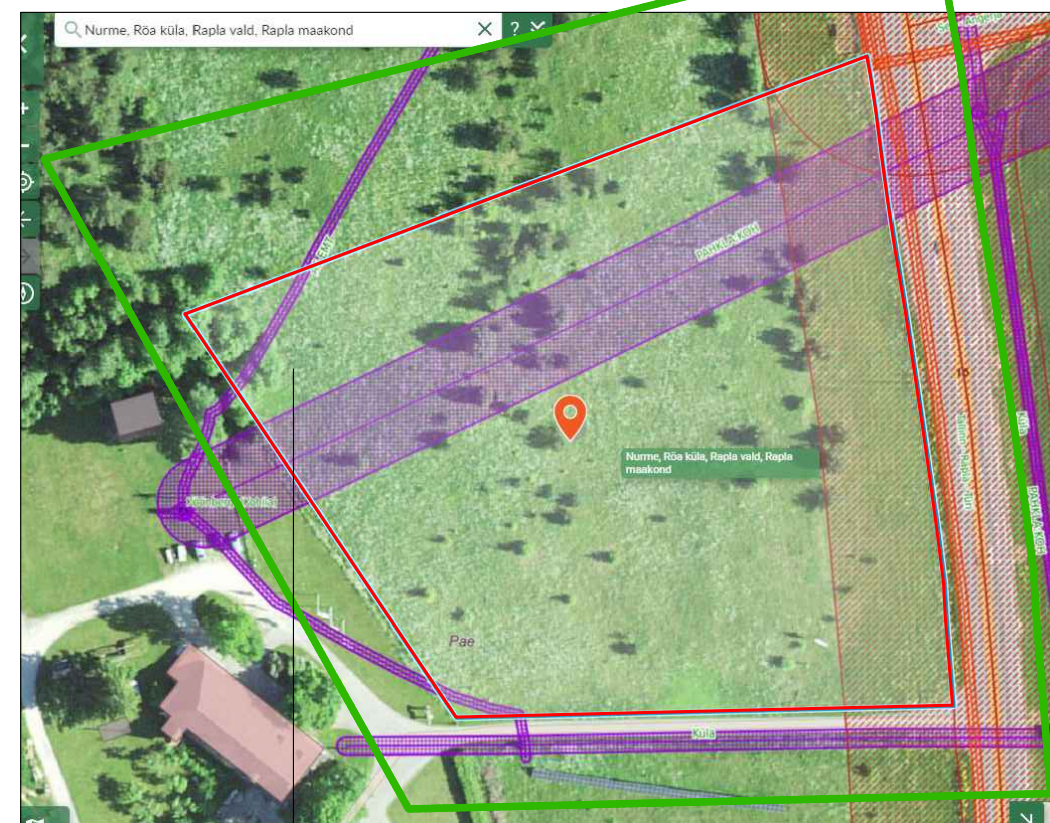 Nurme, Röa küla, Rapla vald, Rapla maakond
?
PAHKLA:KOH
Nurme, Röa küla, Rapla vald, Rapla
maakond
15
Küla
PAHKLA:KOH
Pae
Küla